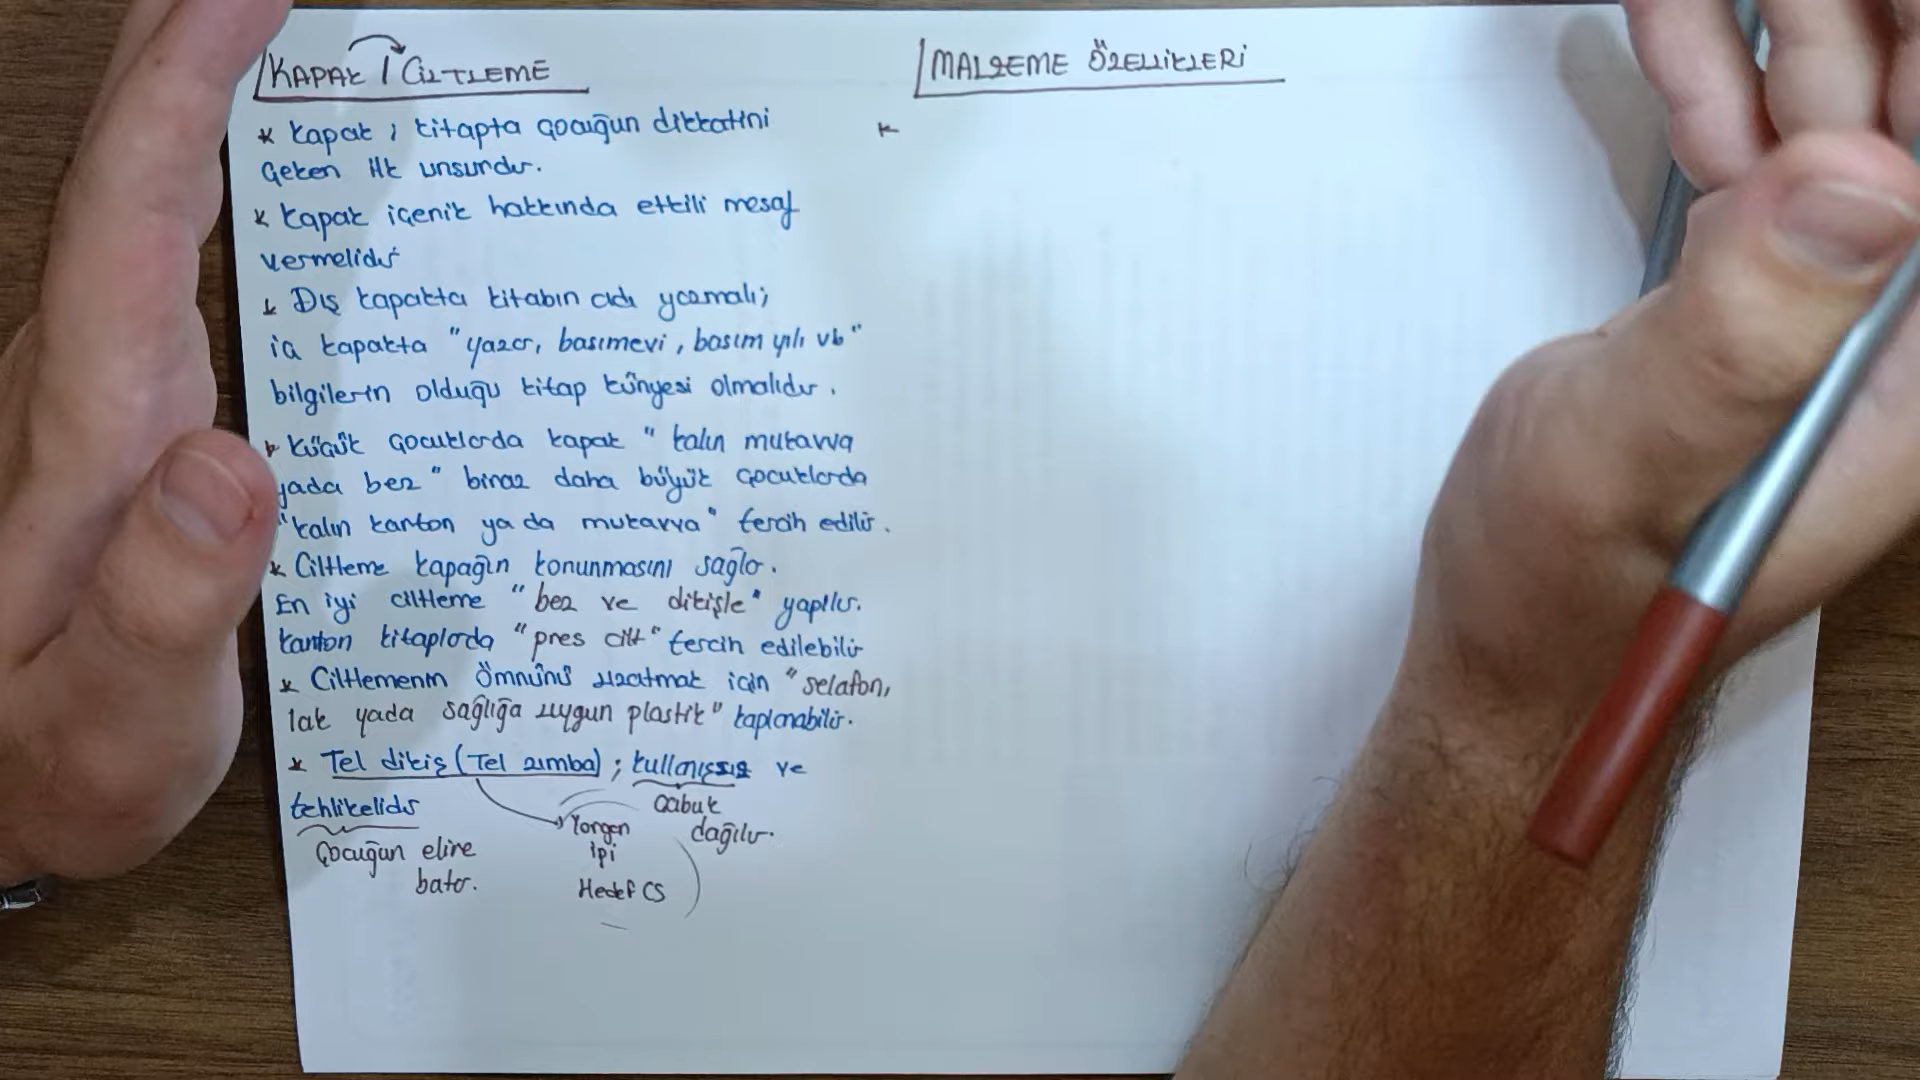 KAPAK / CİLTLEME
* Kapak ; kitapta çocuğun dikkatini
çeken ilk unsurdur.
* Kapak içerik hakkında etkili mesaj
vermelidir
* Dış kapakta kitabın adı yazmalı;
iç kapakta "yazar, basımevi, basım yılı vb"
bilgilerin olduğu kitap künyesi olmalıdır.
* Küçük çocuklarda kapak "kalın mukavva
yada bez" biraz daha büyük çocuklarda
"kalın karton ya da mukavva" tercih edilir.
* Ciltleme kapağın korunmasını sağlar.
En iyi ciltleme "bez ve dikişle" yapılır.
Karton kitaplarda "pres cilt" tercih edilebilir
* Ciltlemenin Ömrünü uzatmak için "selafon,
lak yada sağlığa uygun plastik" kaplanabilir.
* Tel dikiş (Tel zımba) ; kullanışsız ve
tehlikelidir
Çabuk
dağılır.
Yorgan
ipi
Hedef CS
Çocuğun eline
batar.
MALZEME ÖZELLİKLERİ
*